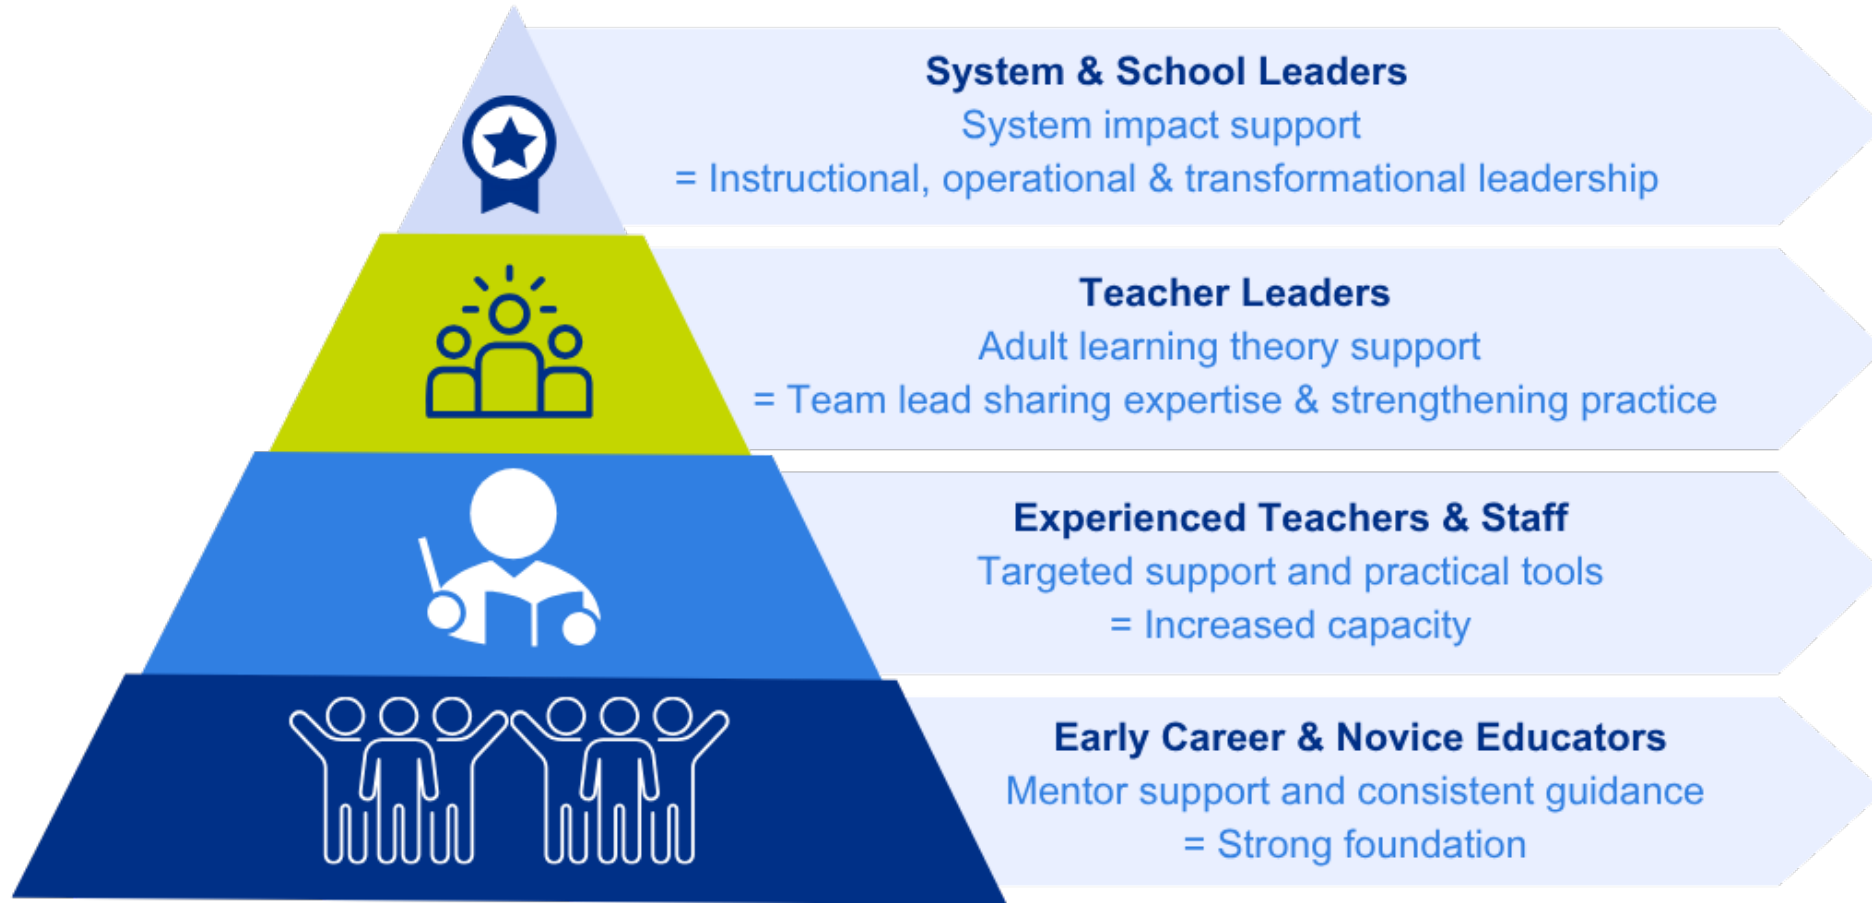 System & School Leaders
System impact support
= Instructional, operational & transformational leadership
Teacher Leaders
Adult learning theory support
= Team lead sharing expertise & strengthening practice
Experienced Teachers & Staff
Targeted support and practical tools
= Increased capacity
Early Career & Novice Educators
Mentor support and consistent guidance
= Strong foundation